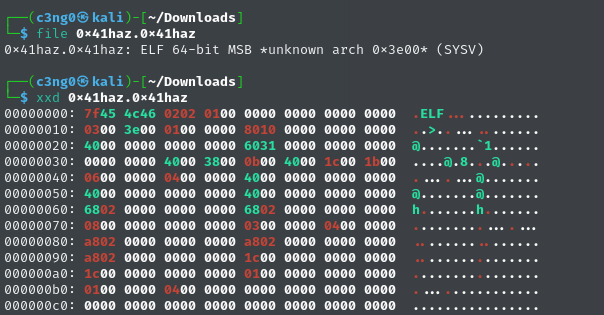 ┌──(c3ng0㉿kali)-[~/Downloads]
└─$ file 0×41haz.0×41haz
0×41haz.0×41haz: ELF 64-bit MSB *unknown arch 0×3e00* (SYSV)
┌──(c3ng0㉿kali)-[~/Downloads]
└─$ xxd 0×41haz.0×41haz
00000000: 7f45 4c46 0202 0100 0000 0000 0000 0000  .ELF............
00000010: 0300 3e00 0100 0000 8010 0000 0000 0000  ..>.............
00000020: 4000 0000 0000 0000 6031 0000 0000 0000  @.......`1......
00000030: 0000 0000 4000 3800 0b00 4000 1c00 1b00  ....@.8...@.....
00000040: 0600 0000 0400 0000 4000 0000 0000 0000  ........@.......
00000050: 4000 0000 0000 0000 4000 0000 0000 0000  @.......@.......
00000060: 6802 0000 0000 0000 6802 0000 0000 0000  h.......h.......
00000070: 0800 0000 0000 0000 0300 0000 0400 0000  ................
00000080: a802 0000 0000 0000 a802 0000 0000 0000  ................
00000090: a802 0000 0000 0000 1c00 0000 0000 0000  ................
000000a0: 1c00 0000 0000 0000 0100 0000 0000 0000  ................
000000b0: 0100 0000 0400 0000 0000 0000 0000 0000  ................
000000c0: 0000 0000 0000 0000 0000 0000 0000 0000  ................